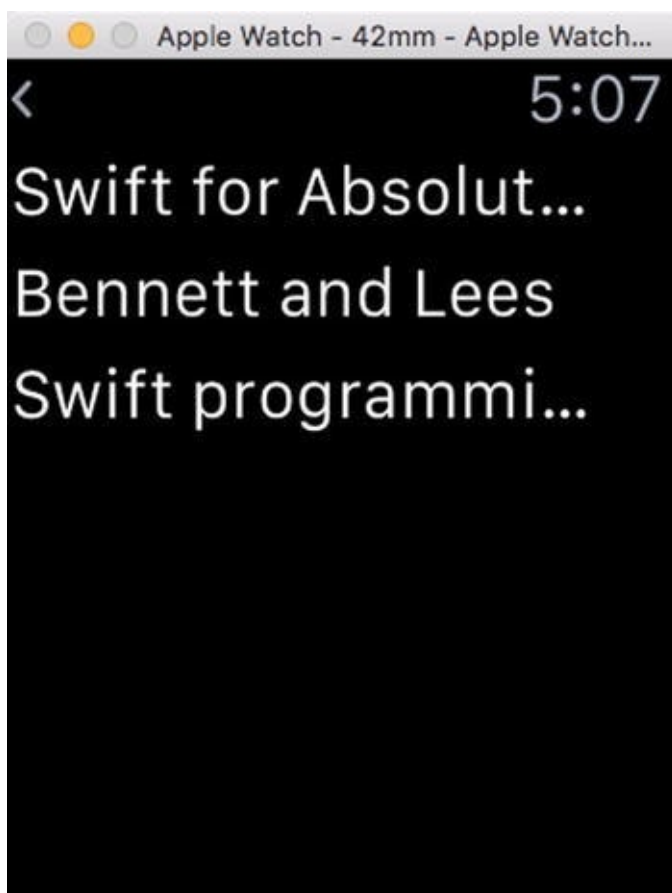 Apple Watch - 42mm - Apple Watch...
< 5:07
Swift for Absolut...
Bennett and Lees
Swift programmi...